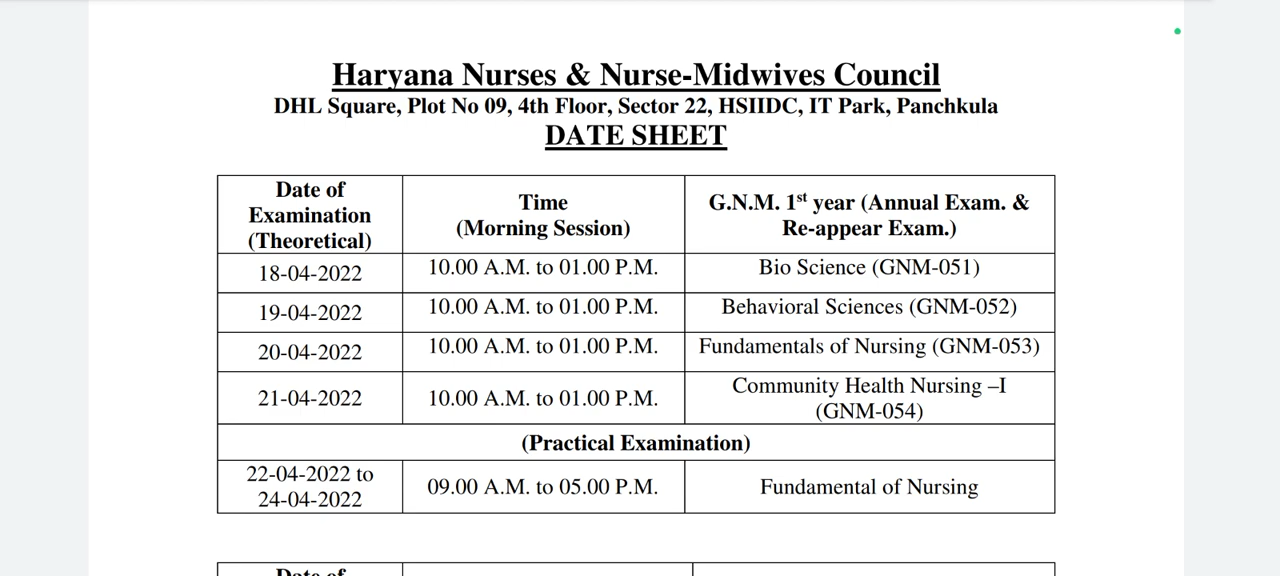 Haryana Nurses & Nurse-Midwives Council
DHL Square, Plot No 09, 4th Floor, Sector 22, HSIIDC, IT Park, Panchkula
DATE SHEET
Date of
Examination
(Theoretical)
Time
(Morning Session)
G.N.M. 1st year (Annual Exam. &
Re-appear Exam.)
18-04-2022
10.00 A.M. to 01.00 P.M.
Bio Science (GNM-051)
19-04-2022
10.00 A.M. to 01.00 P.M.
Behavioral Sciences (GNM-052)
20-04-2022
10.00 A.M. to 01.00 P.M.
Fundamentals of Nursing (GNM-053)
21-04-2022
10.00 A.M. to 01.00 P.M.
Community Health Nursing –I
(GNM-054)
(Practical Examination)
22-04-2022 to
24-04-2022
09.00 A.M. to 05.00 P.M.
Fundamental of Nursing
Date of